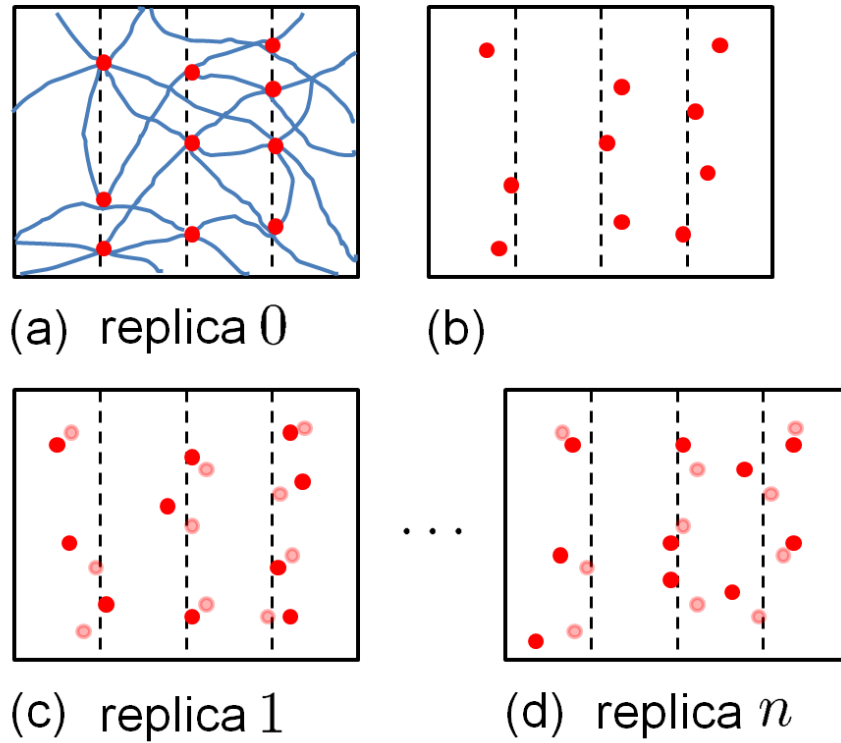 (a) replica 0
(b)
. . .
(c) replica 1
(d) replica n